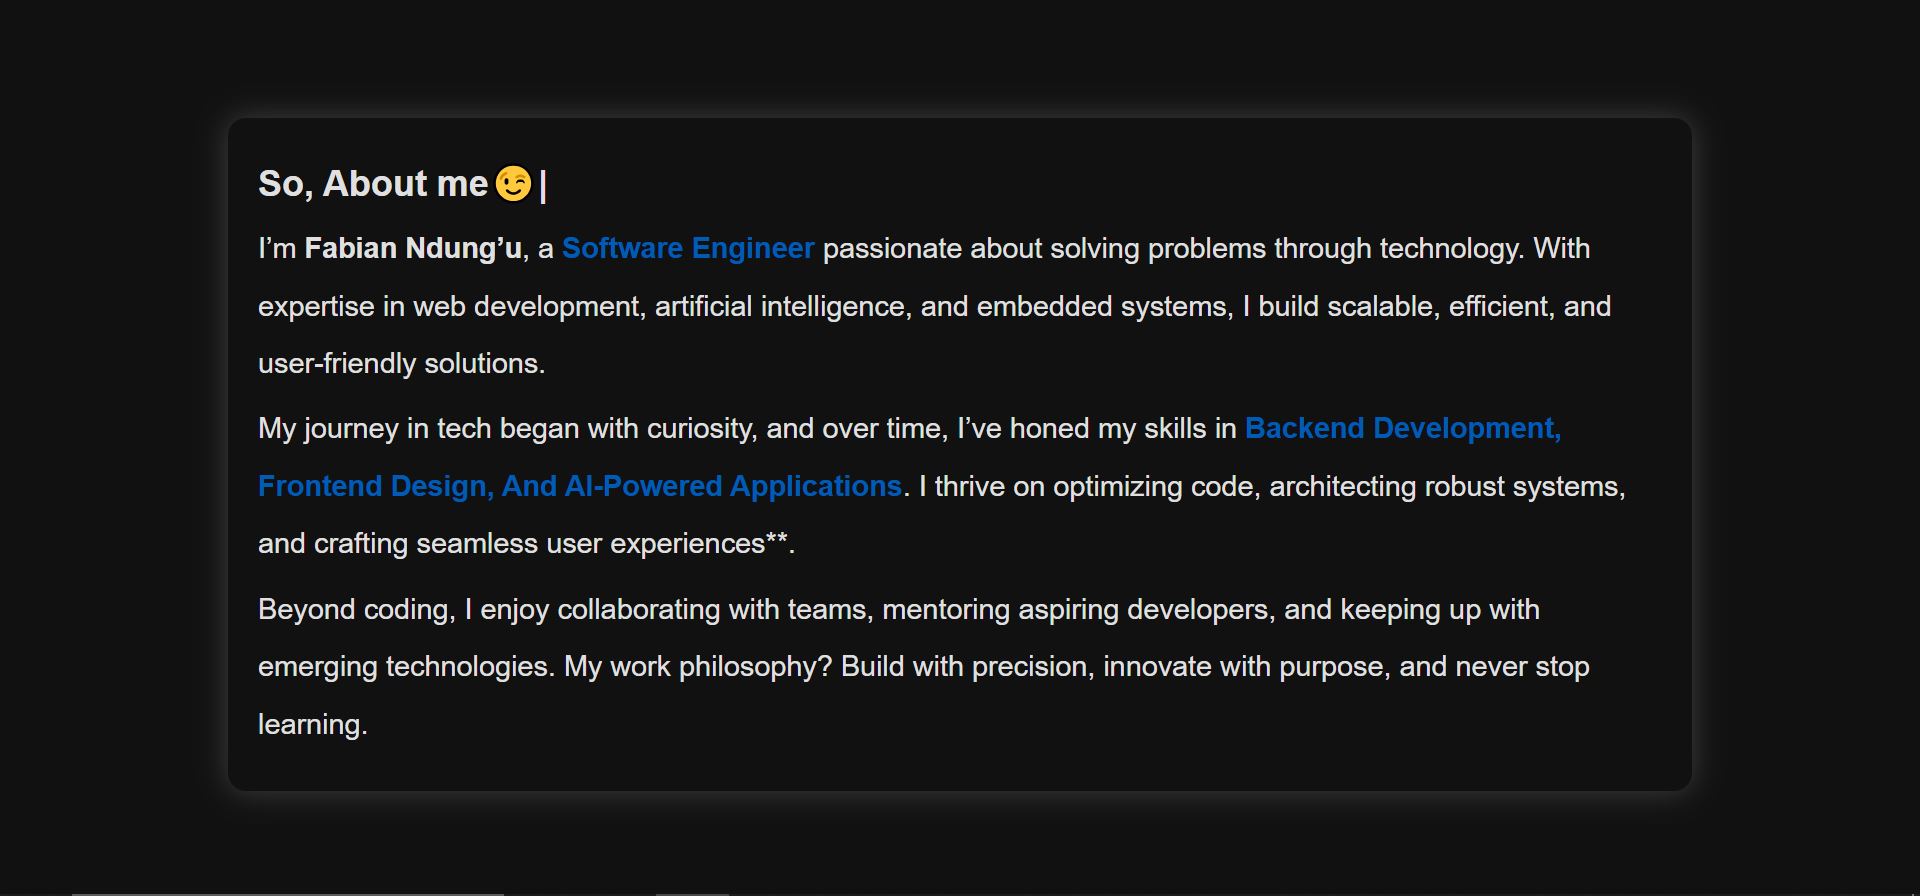 So, About me😉|
I’m Fabian Ndung’u, a Software Engineer passionate about solving problems through technology. With
expertise in web development, artificial intelligence, and embedded systems, I build scalable, efficient, and
user-friendly solutions.
My journey in tech began with curiosity, and over time, I’ve honed my skills in Backend Development,
Frontend Design, And AI-Powered Applications. I thrive on optimizing code, architecting robust systems,
and crafting seamless user experiences**.
Beyond coding, I enjoy collaborating with teams, mentoring aspiring developers, and keeping up with
emerging technologies. My work philosophy? Build with precision, innovate with purpose, and never stop
learning.